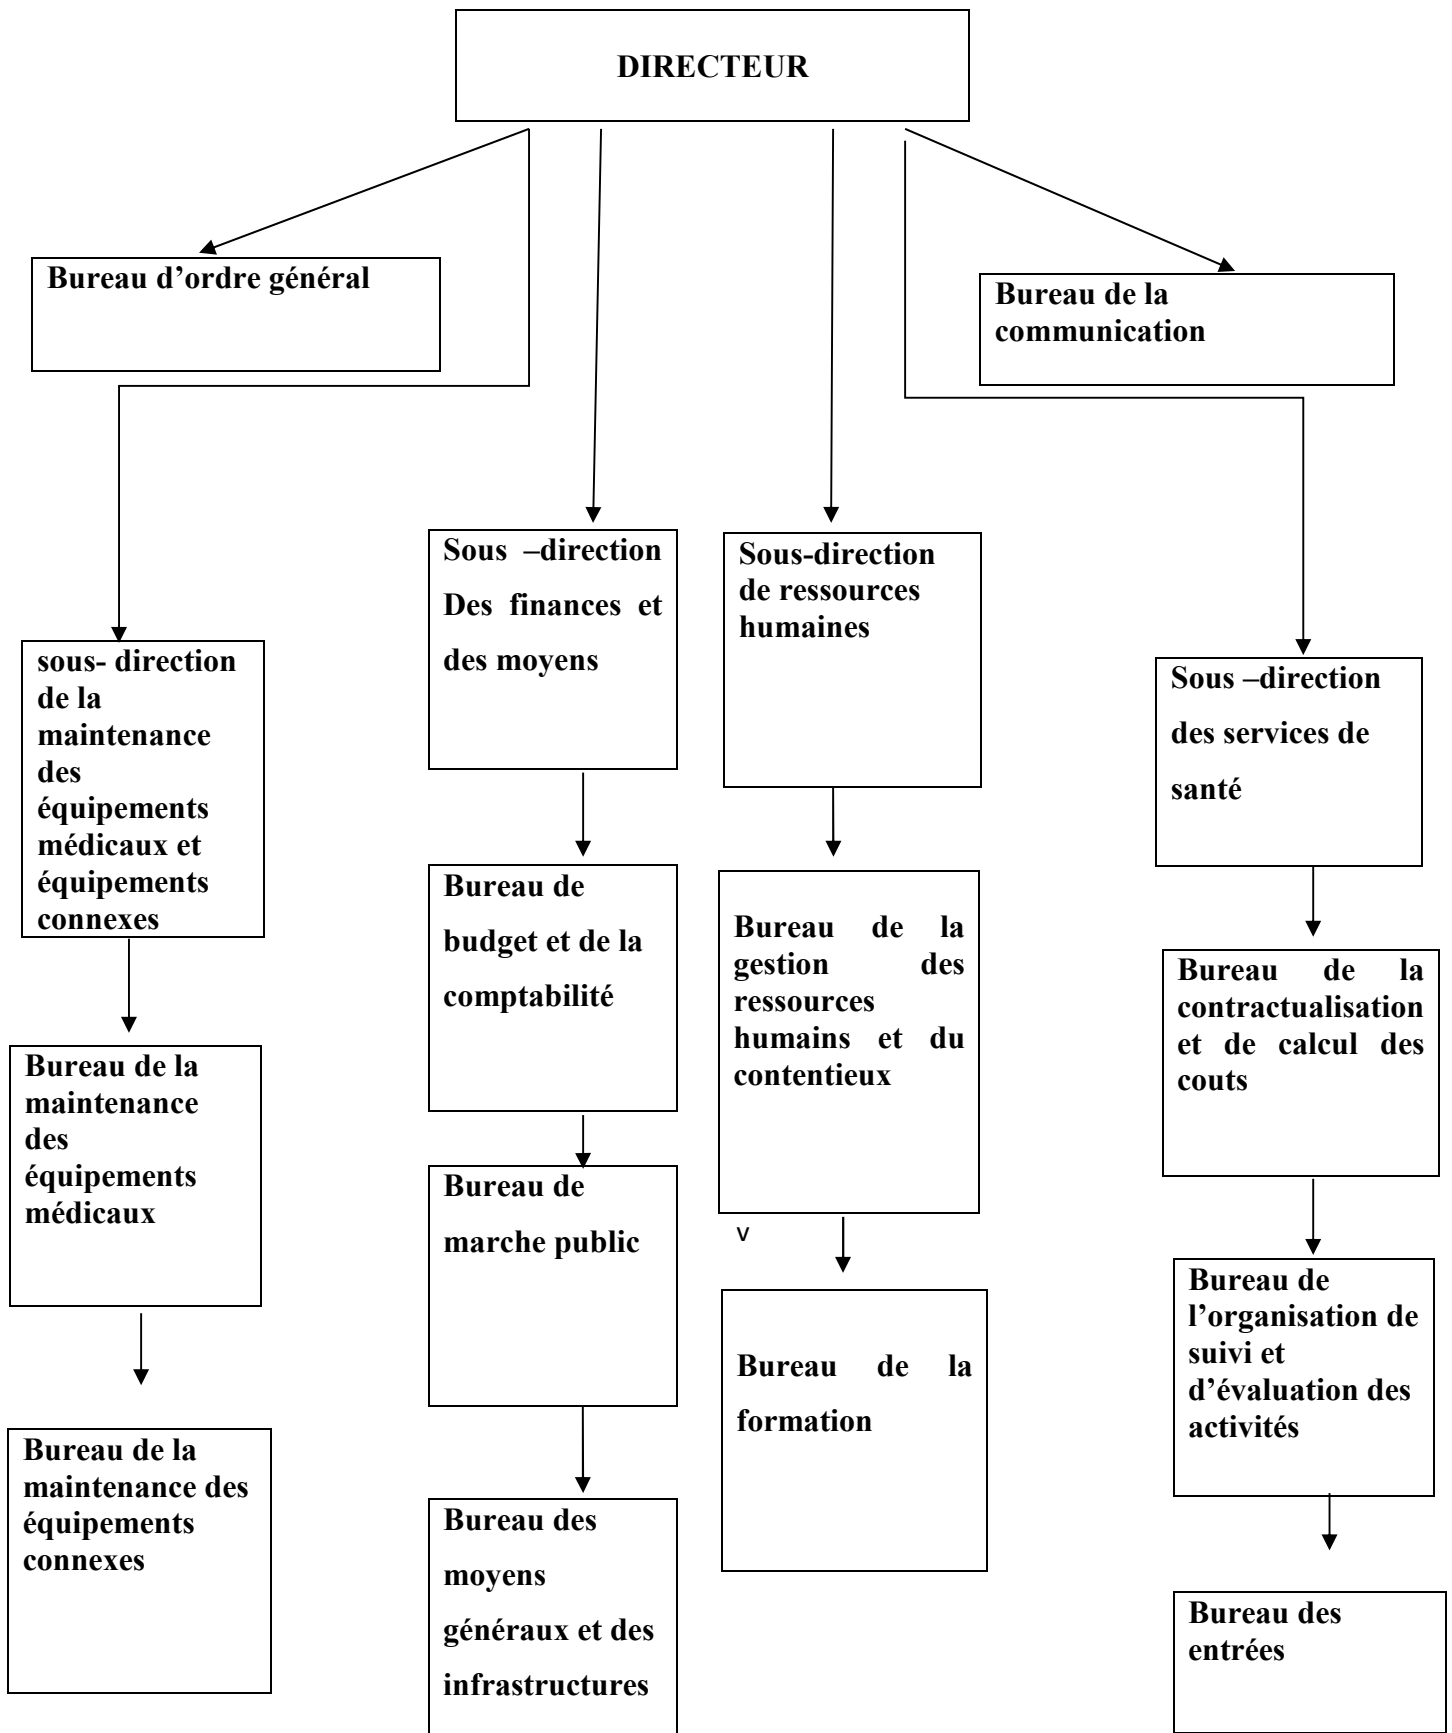 DIRECTEUR
Bureau d’ordre général
Bureau de la
communication
sous- direction
de la
maintenance
des
équipements
médicaux et
équipements
connexes
Sous –direction
Des finances et
des moyens
Sous-direction
de ressources
humaines
Sous –direction
des services de
santé
Bureau de la
maintenance
des
équipements
médicaux
Bureau de
budget et de la
comptabilité
Bureau de la
gestion des
ressources
humains et du
contentieux
Bureau de la
contractualisation
et de calcul des
couts
Bureau de la
maintenance des
équipements
connexes
Bureau de
marche public
v
Bureau de la
formation
Bureau de
l’organisation de
suivi et
d’évaluation des
activités
Bureau des
moyens
généraux et des
infrastructures
Bureau des
entrées